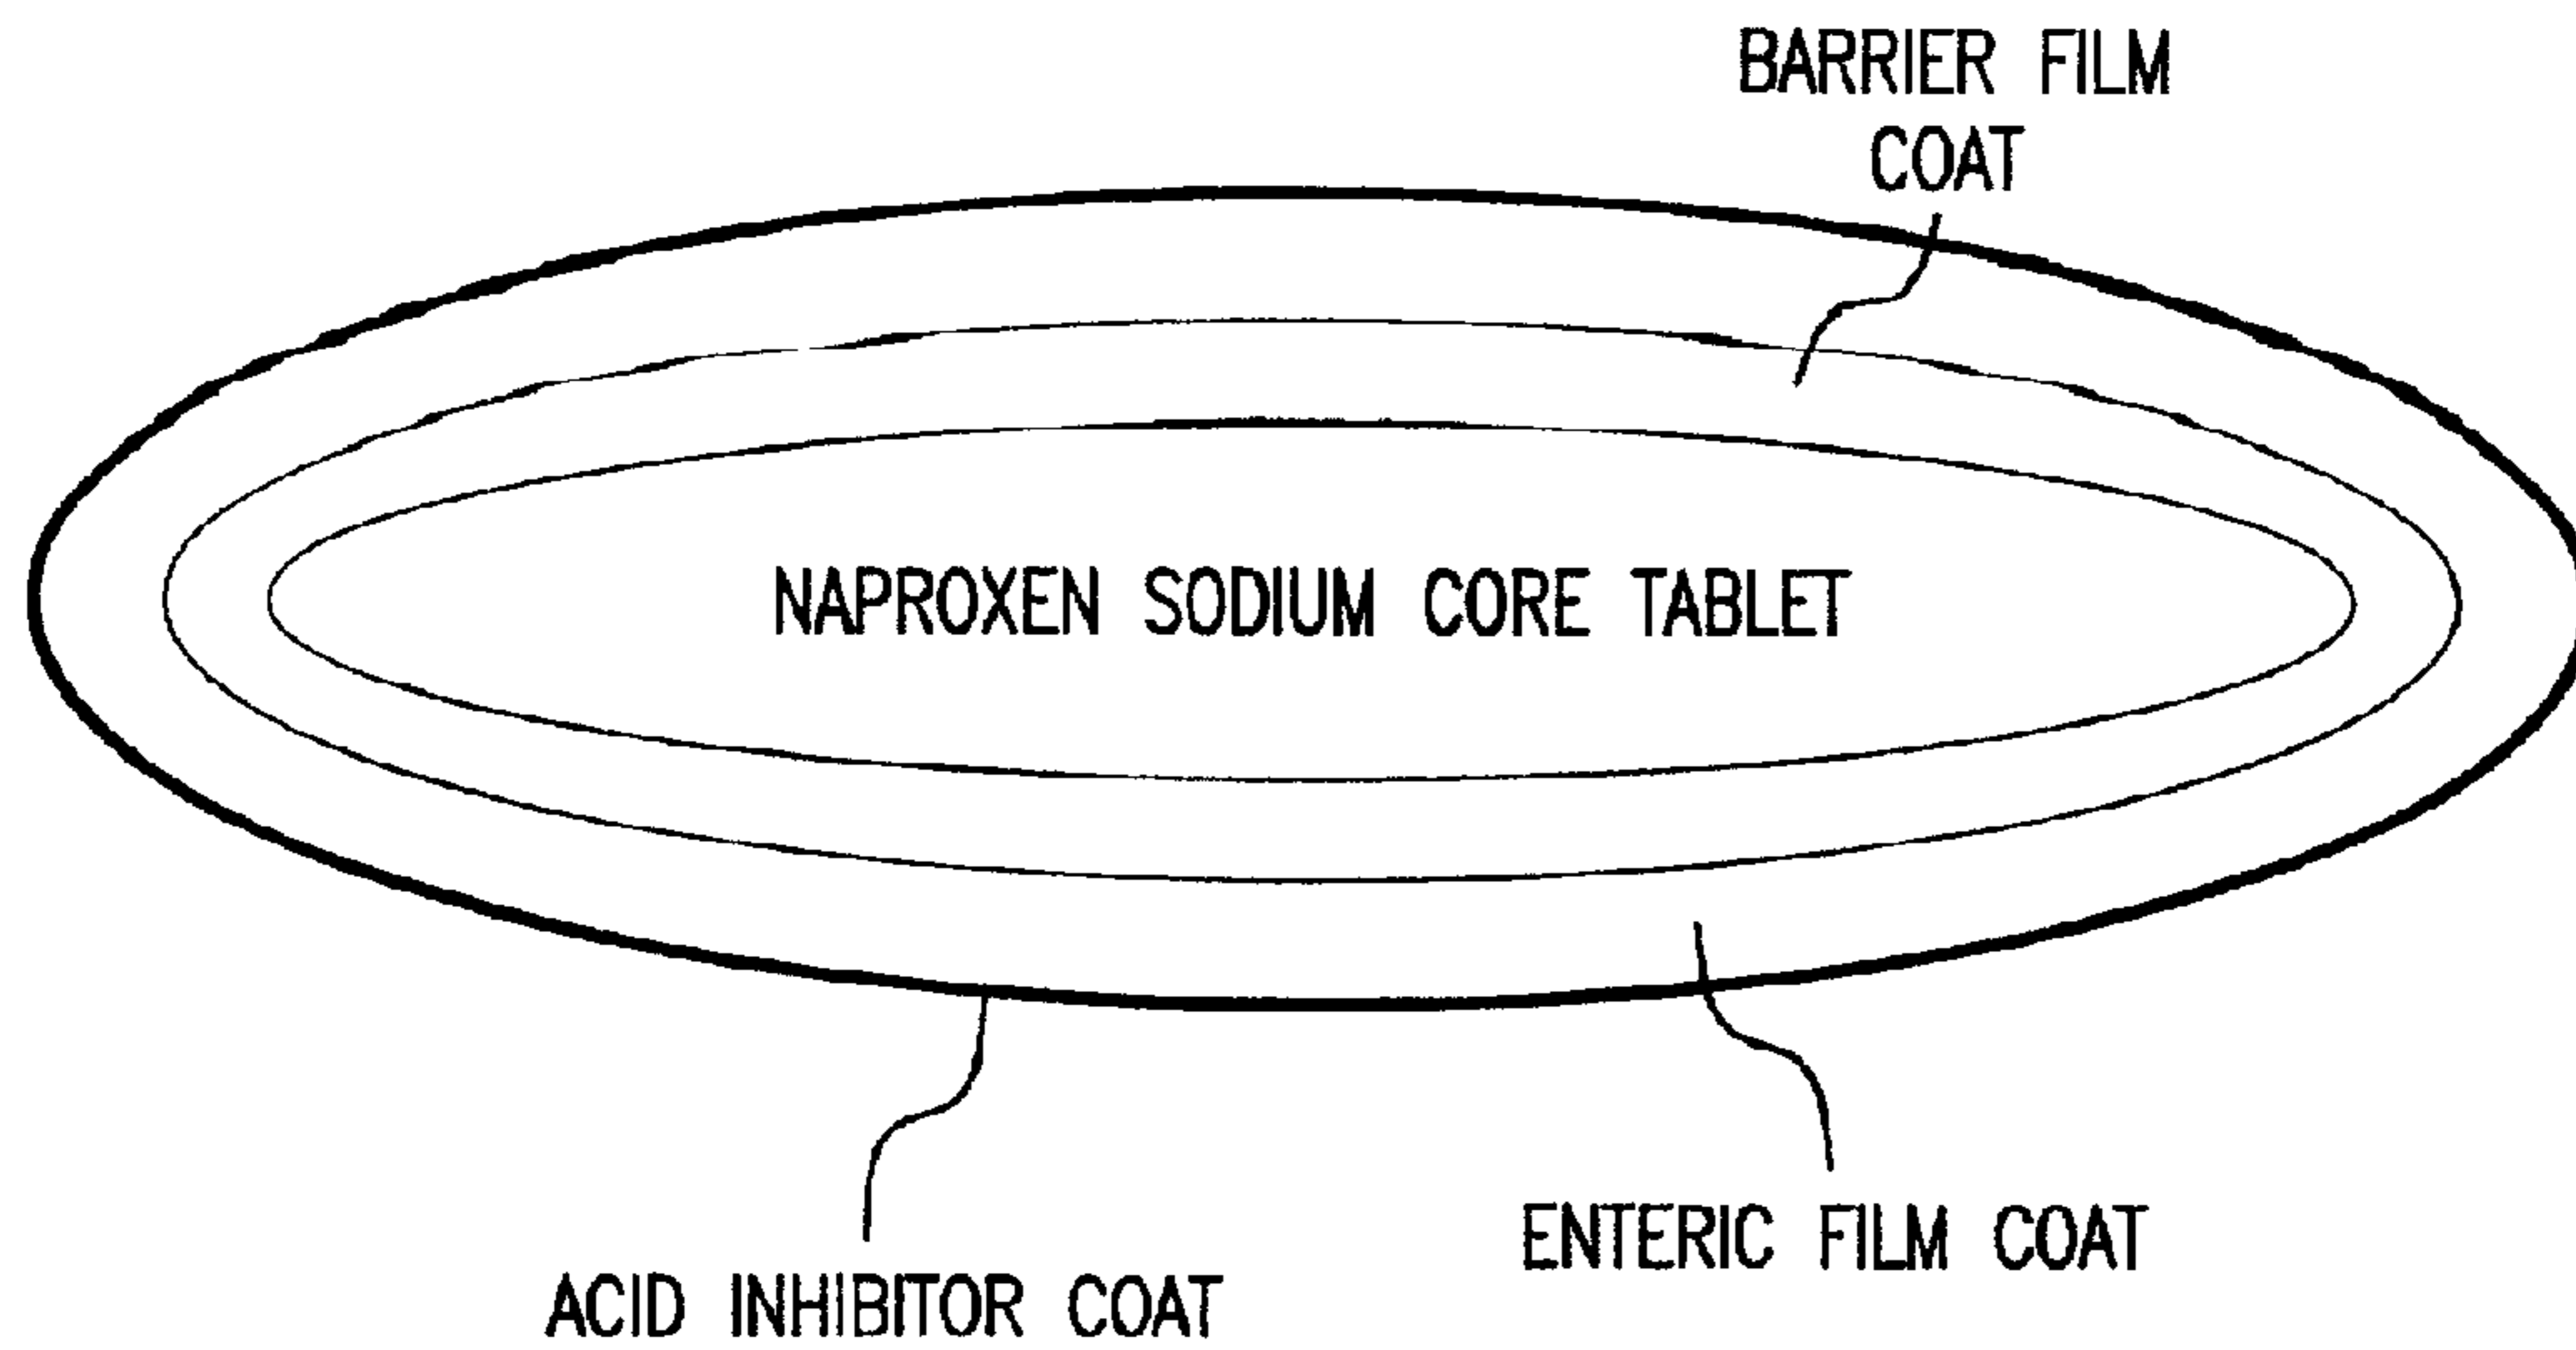 BARRIER FILM
COAT
NAPROXEN SODIUM CORE TABLET
ENTERIC FILM COAT
ACID INHIBITOR COAT